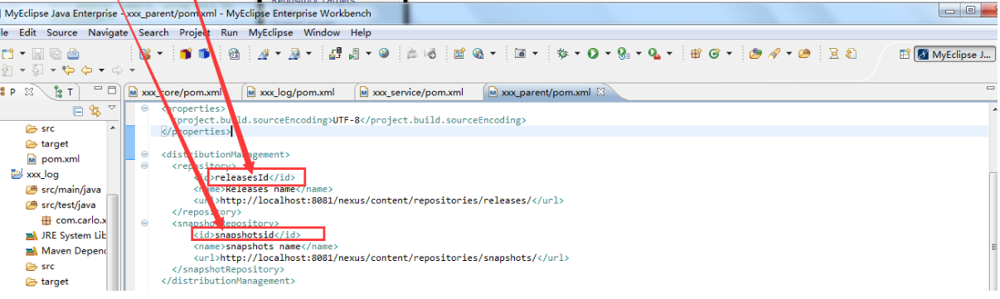 Repository Targets
MyEclipse Java Enterprise - xxx_parent/pom.xml - MyEclipse Enterprise Workbench
Edit Source Navigate Search Project Run MyEclipse Window Help
MyEclipse J...
P T
xxx_core/pom.xml xxx_log/pom.xml xxx_service/pom.xml xxx_parent/pom.xml
src
target
pom.xml
xxx_log
src/main/java
src/test/java
com.carlo.x
JRE System Lib
Maven Depend
src
target
<properties>
<project.build.sourceEncoding>UTF-8</project.build.sourceEncoding>
</properties>
<distributionManagement>
<repository>
<id>releasesId</id>
<name>Releases name</name>
<url>http://localhost:8081/nexus/content/repositories/releases/</url>
</repository>
<snapshotRepository>
<id>snapshotsid</id>
<name>snapshots name</name>
<url>http://localhost:8081/nexus/content/repositories/snapshots/</url>
</snapshotRepository>
</distributionManagement>